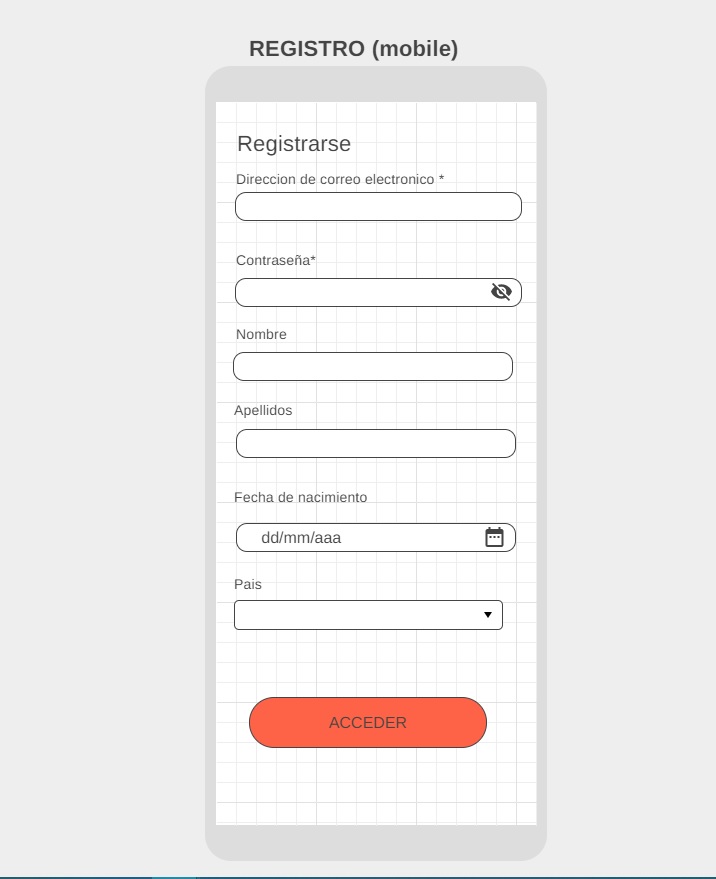 REGISTRO (mobile)
Registrarse
Direccion de correo electronico *
Contraseña*
Nombre
Apellidos
Fecha de nacimiento
dd/mm/aaa
Pais
ACCEDER